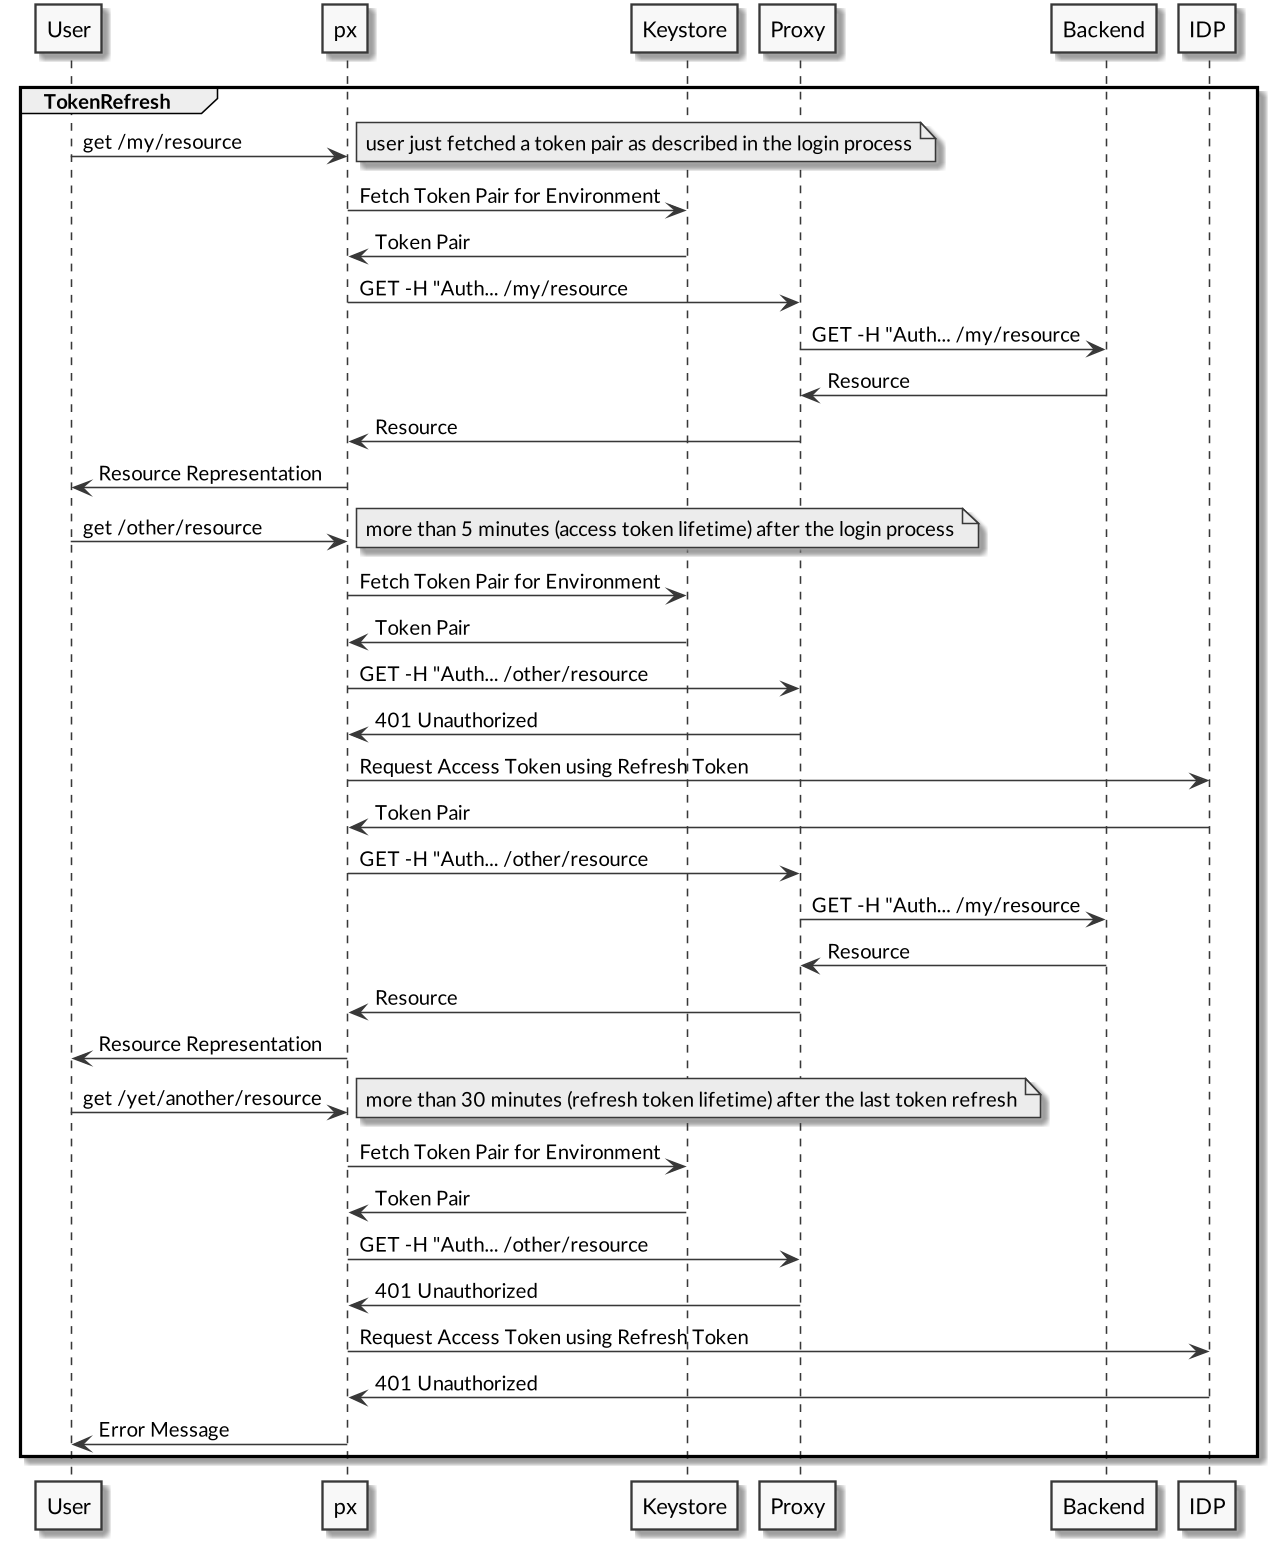 User px Keystore Proxy Backend IDP
TokenRefresh
get /my/resource
user just fetched a token pair as described in the login process
Fetch Token Pair for Environment
Token Pair
GET -H "Auth... /my/resource
GET -H "Auth... /my/resource
Resource
Resource
Resource Representation
get /other/resource
more than 5 minutes (access token lifetime) after the login process
Fetch Token Pair for Environment
Token Pair
GET -H "Auth... /other/resource
401 Unauthorized
Request Access Token using Refresh Token
Token Pair
GET -H "Auth... /other/resource
GET -H "Auth... /my/resource
Resource
Resource
Resource Representation
get /yet/another/resource
more than 30 minutes (refresh token lifetime) after the last token refresh
Fetch Token Pair for Environment
Token Pair
GET -H "Auth... /other/resource
401 Unauthorized
Request Access Token using Refresh Token
401 Unauthorized
Error Message
User px Keystore Proxy Backend IDP